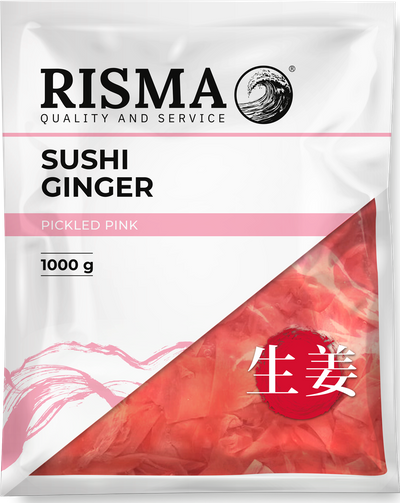 RISMA ®
QUALITY AND SERVICE
SUSHI
GINGER
PICKLED PINK
1000 g
生姜